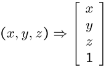 (x, y, z) ⇒ [ x
y
z
1 ]